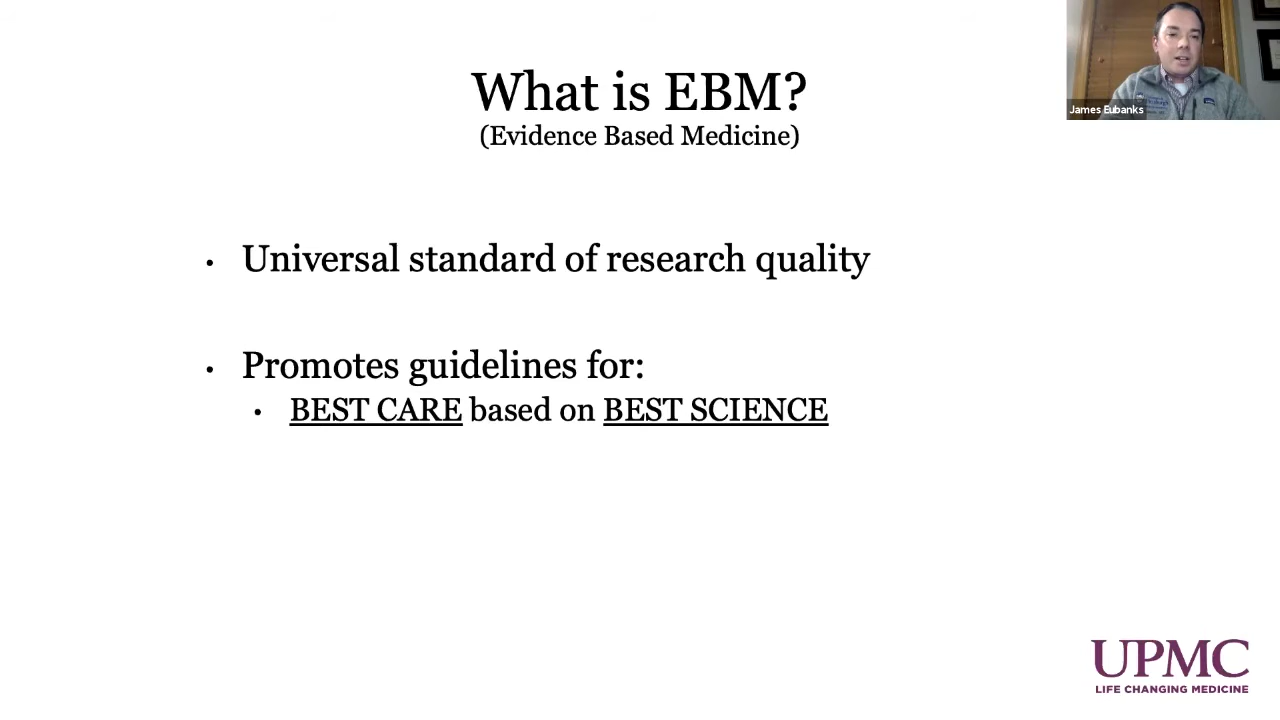 What is EBM?
(Evidence Based Medicine)
James Eubanks
• Universal standard of research quality
• Promotes guidelines for:
• BEST CARE based on BEST SCIENCE
UPMC
LIFE CHANGING MEDICINE